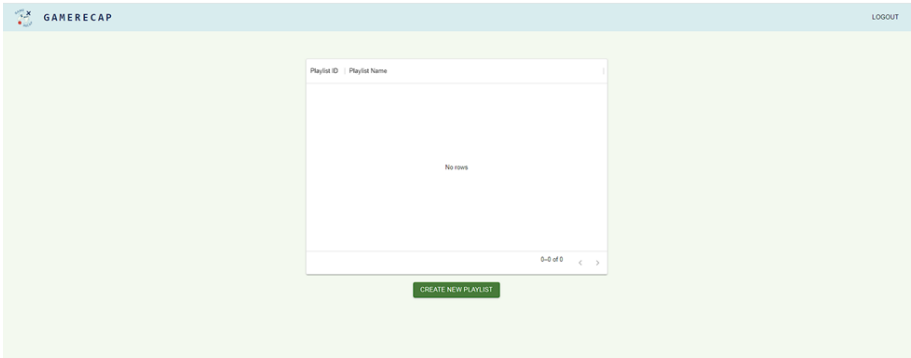 GAMERECAP
LOGOUT
Playlist ID
Playlist Name
No rows
0–0 of 0
CREATE NEW PLAYLIST